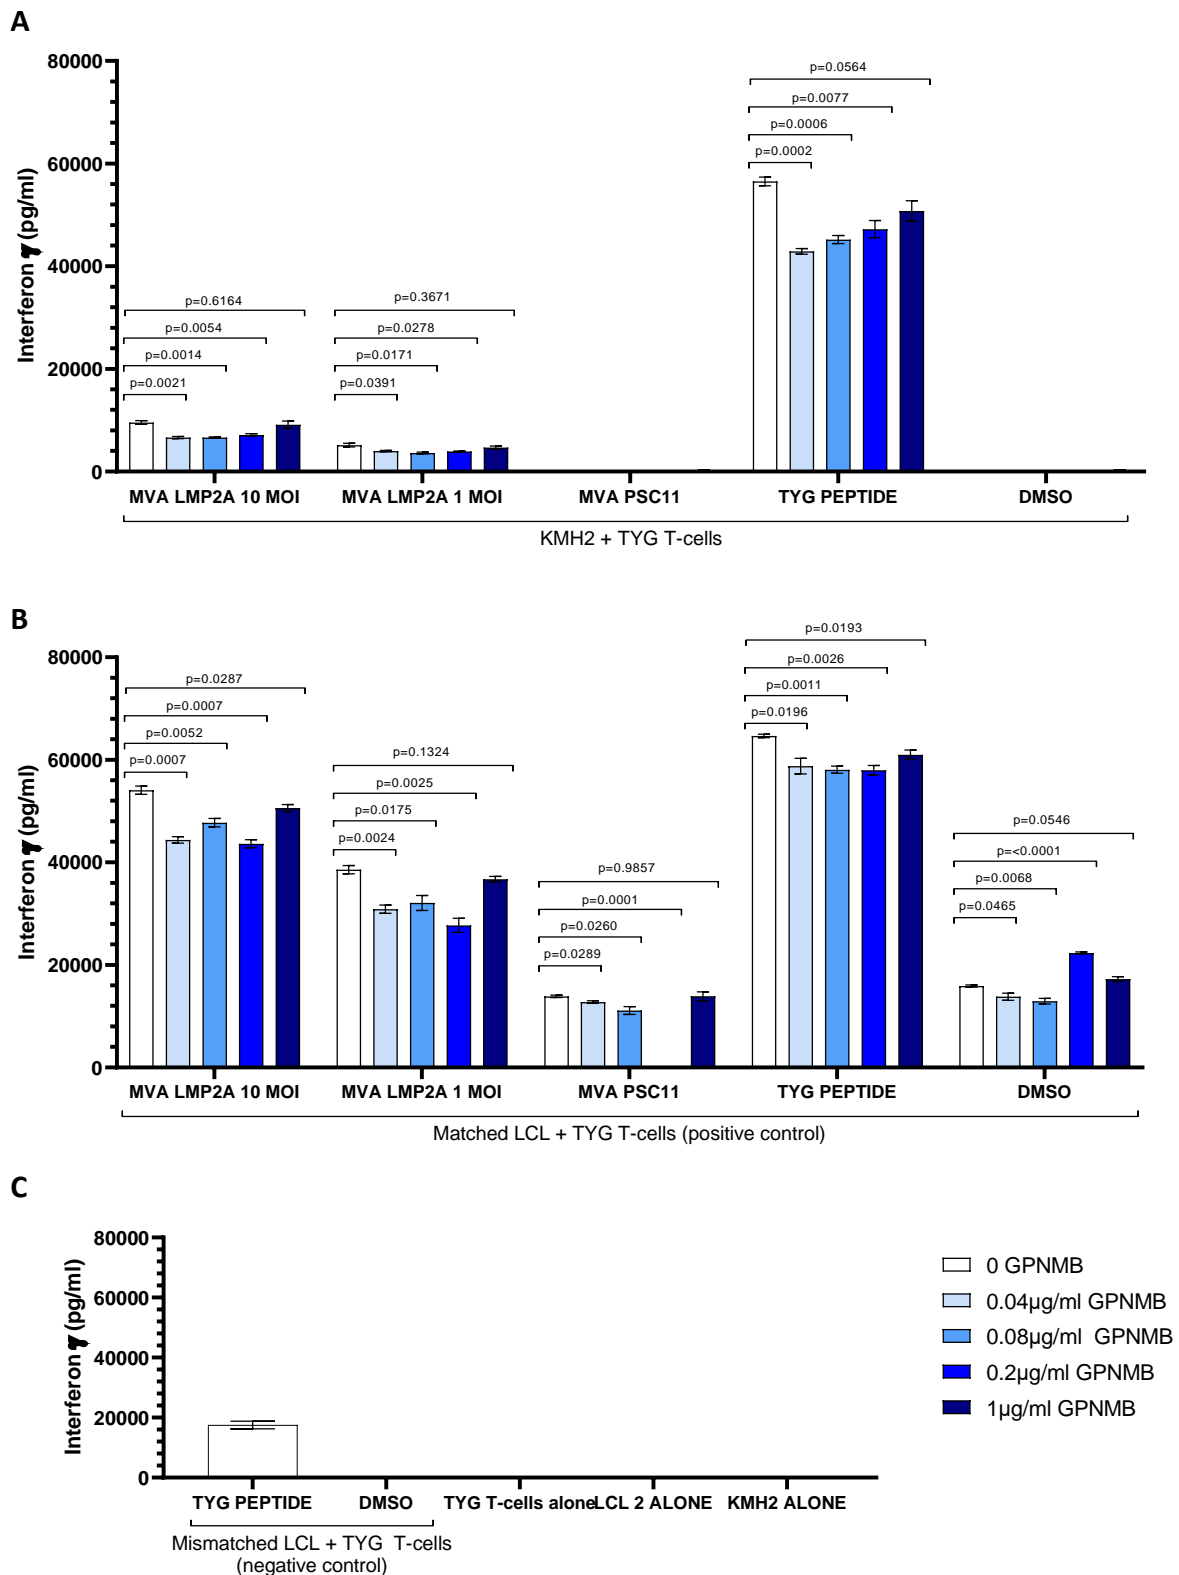 A
80000
60000
40000
20000
0
Interferon γ (pg/ml)
p=0.0564
p=0.0077
p=0.0006
p=0.0002
p=0.6164
p=0.0054
p=0.0014
p=0.0021
p=0.3671
p=0.0278
p=0.0171
p=0.0391
MVA LMP2A 10 MOI
MVA LMP2A 1 MOI
MVA PSC11
TYG PEPTIDE
DMSO
KMH2 + TYG T-cells
B
80000
60000
40000
20000
0
Interferon γ (pg/ml)
p=0.0287
p=0.0007
p=0.0052
p=0.0007
p=0.1324
p=0.0025
p=0.0175
p=0.0024
p=0.9857
p=0.0001
p=0.0260
p=0.0289
p=0.0193
p=0.0026
p=0.0011
p=0.0196
p=0.0546
p=<0.0001
p=0.0068
p=0.0465
MVA LMP2A 10 MOI
MVA LMP2A 1 MOI
MVA PSC11
TYG PEPTIDE
DMSO
Matched LCL + TYG T-cells (positive control)
C
80000
60000
40000
20000
0
Interferon γ (pg/ml)
TYG PEPTIDE
DMSO
TYG T-cells alone
LCL 2 ALONE
KMH2 ALONE
Mismatched LCL + TYG T-cells
(negative control)
0 GPNMB
0.04µg/ml GPNMB
0.08µg/ml GPNMB
0.2µg/ml GPNMB
1µg/ml GPNMB